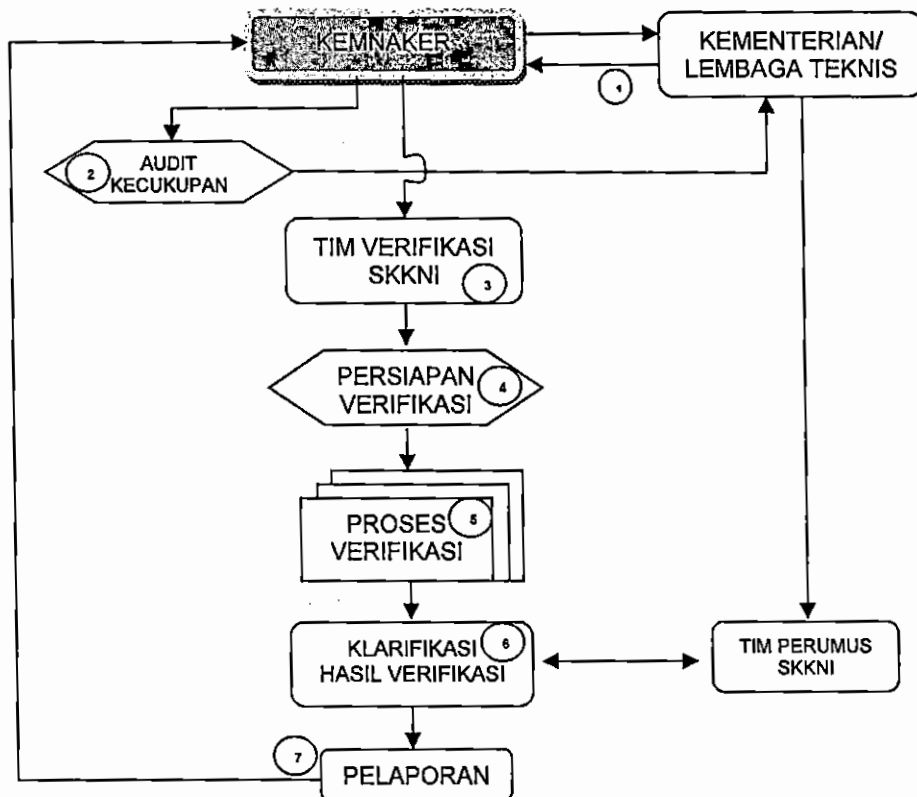 KEMNAKER
KEMENTERIAN/
LEMBAGA TEKNIS
1
2
AUDIT
KECUKUPAN
TIM VERIFIKASI
SKKNI
3
PERSIAPAN
VERIFIKASI
4
PROSES
VERIFIKASI
5
KLARIFIKASI
HASIL VERIFIKASI
6
TIM PERUMUS
SKKNI
7
PELAPORAN